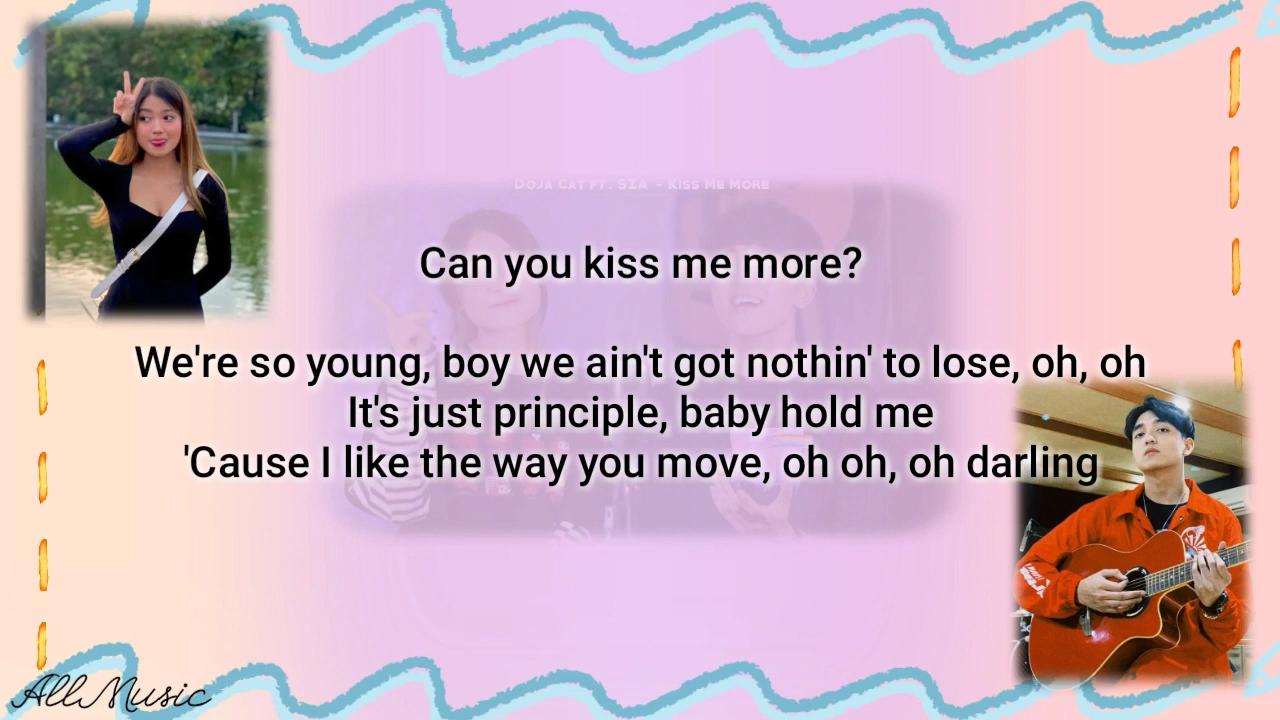 DOJA CAT FT. SZA - KISS ME MORE
Can you kiss me more?
We're so young, boy we ain't got nothin' to lose, oh, oh
It's just principle, baby hold me
'Cause I like the way you move, oh oh, oh darling
All Music